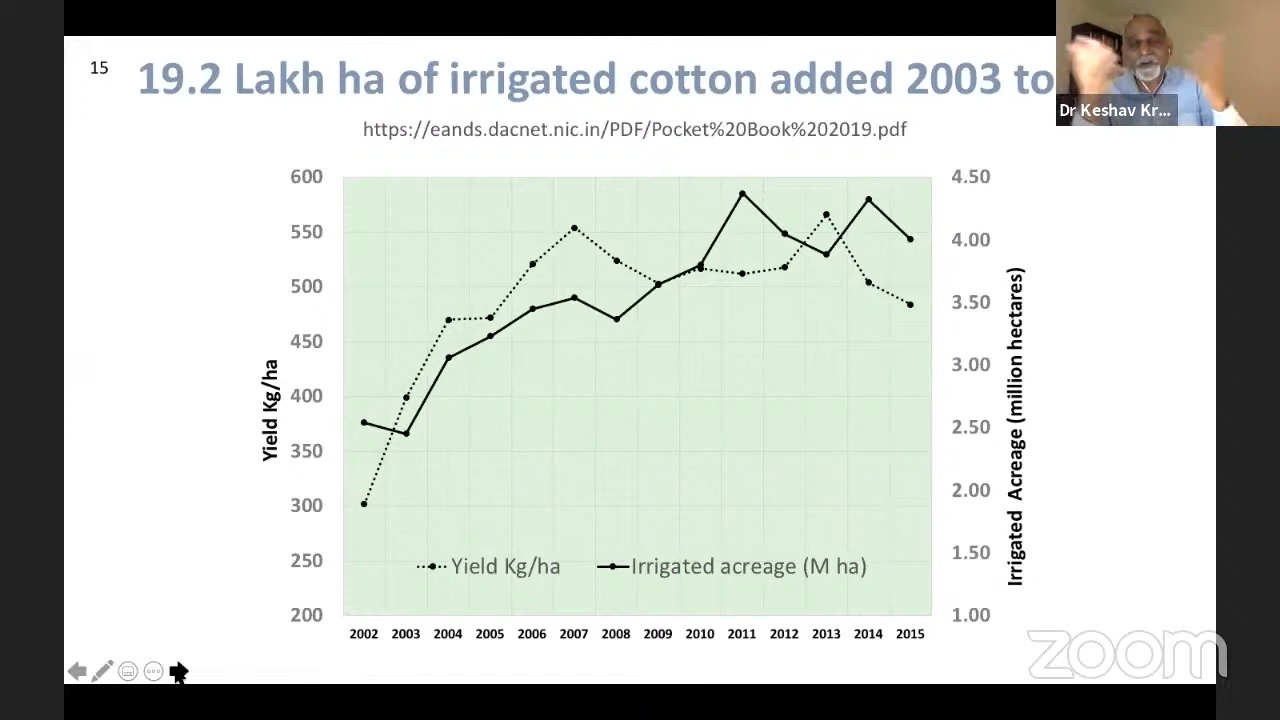 15
19.2 Lakh ha of irrigated cotton added 2003 to
Dr Keshav Kr...
https://eands.dacnet.nic.in/PDF/Pocket%20Book%202019.pdf
600
550
500
450
400
350
300
250
200
Yield Kg/ha
4.50
4.00
3.50
3.00
2.50
2.00
1.50
1.00
Irrigated Acreage (million hectares)
Yield Kg/ha
Irrigated acreage (M ha)
2002 2003 2004 2005 2006 2007 2008 2009 2010 2011 2012 2013 2014 2015
zoom